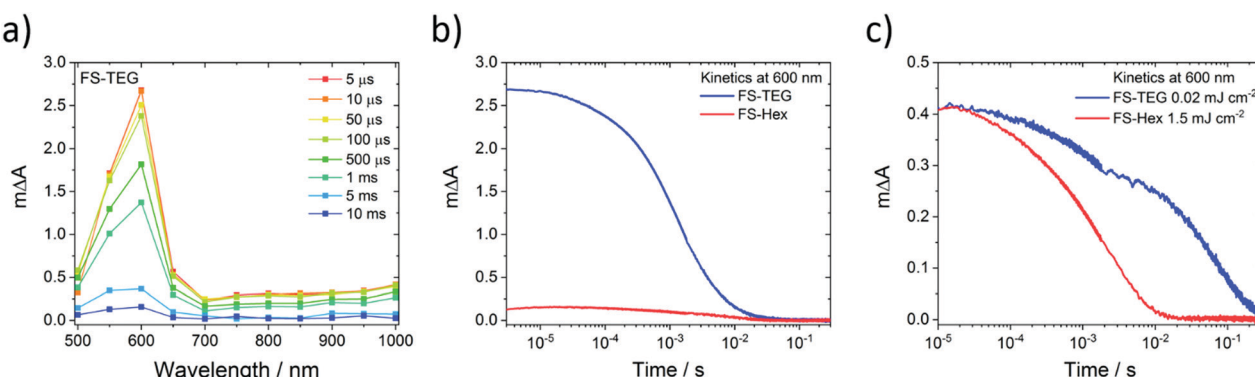 a)
FS-TEG
5 μs
10 μs
50 μs
100 μs
500 μs
1 ms
5 ms
10 ms
3.0
2.5
2.0
1.5
1.0
0.5
0.0
mΔA
500 600 700 800 900 1000
Wavelength / nm
b)
Kinetics at 600 nm
FS-TEG
FS-Hex
3.0
2.5
2.0
1.5
1.0
0.5
0.0
mΔA
10⁻⁵ 10⁻⁴ 10⁻³ 10⁻² 10⁻¹
Time / s
c)
Kinetics at 600 nm
FS-TEG 0.02 mJ cm⁻²
FS-Hex 1.5 mJ cm⁻²
0.5
0.4
0.3
0.2
0.1
0.0
mΔA
10⁻⁵ 10⁻⁴ 10⁻³ 10⁻² 10⁻¹
Time / s